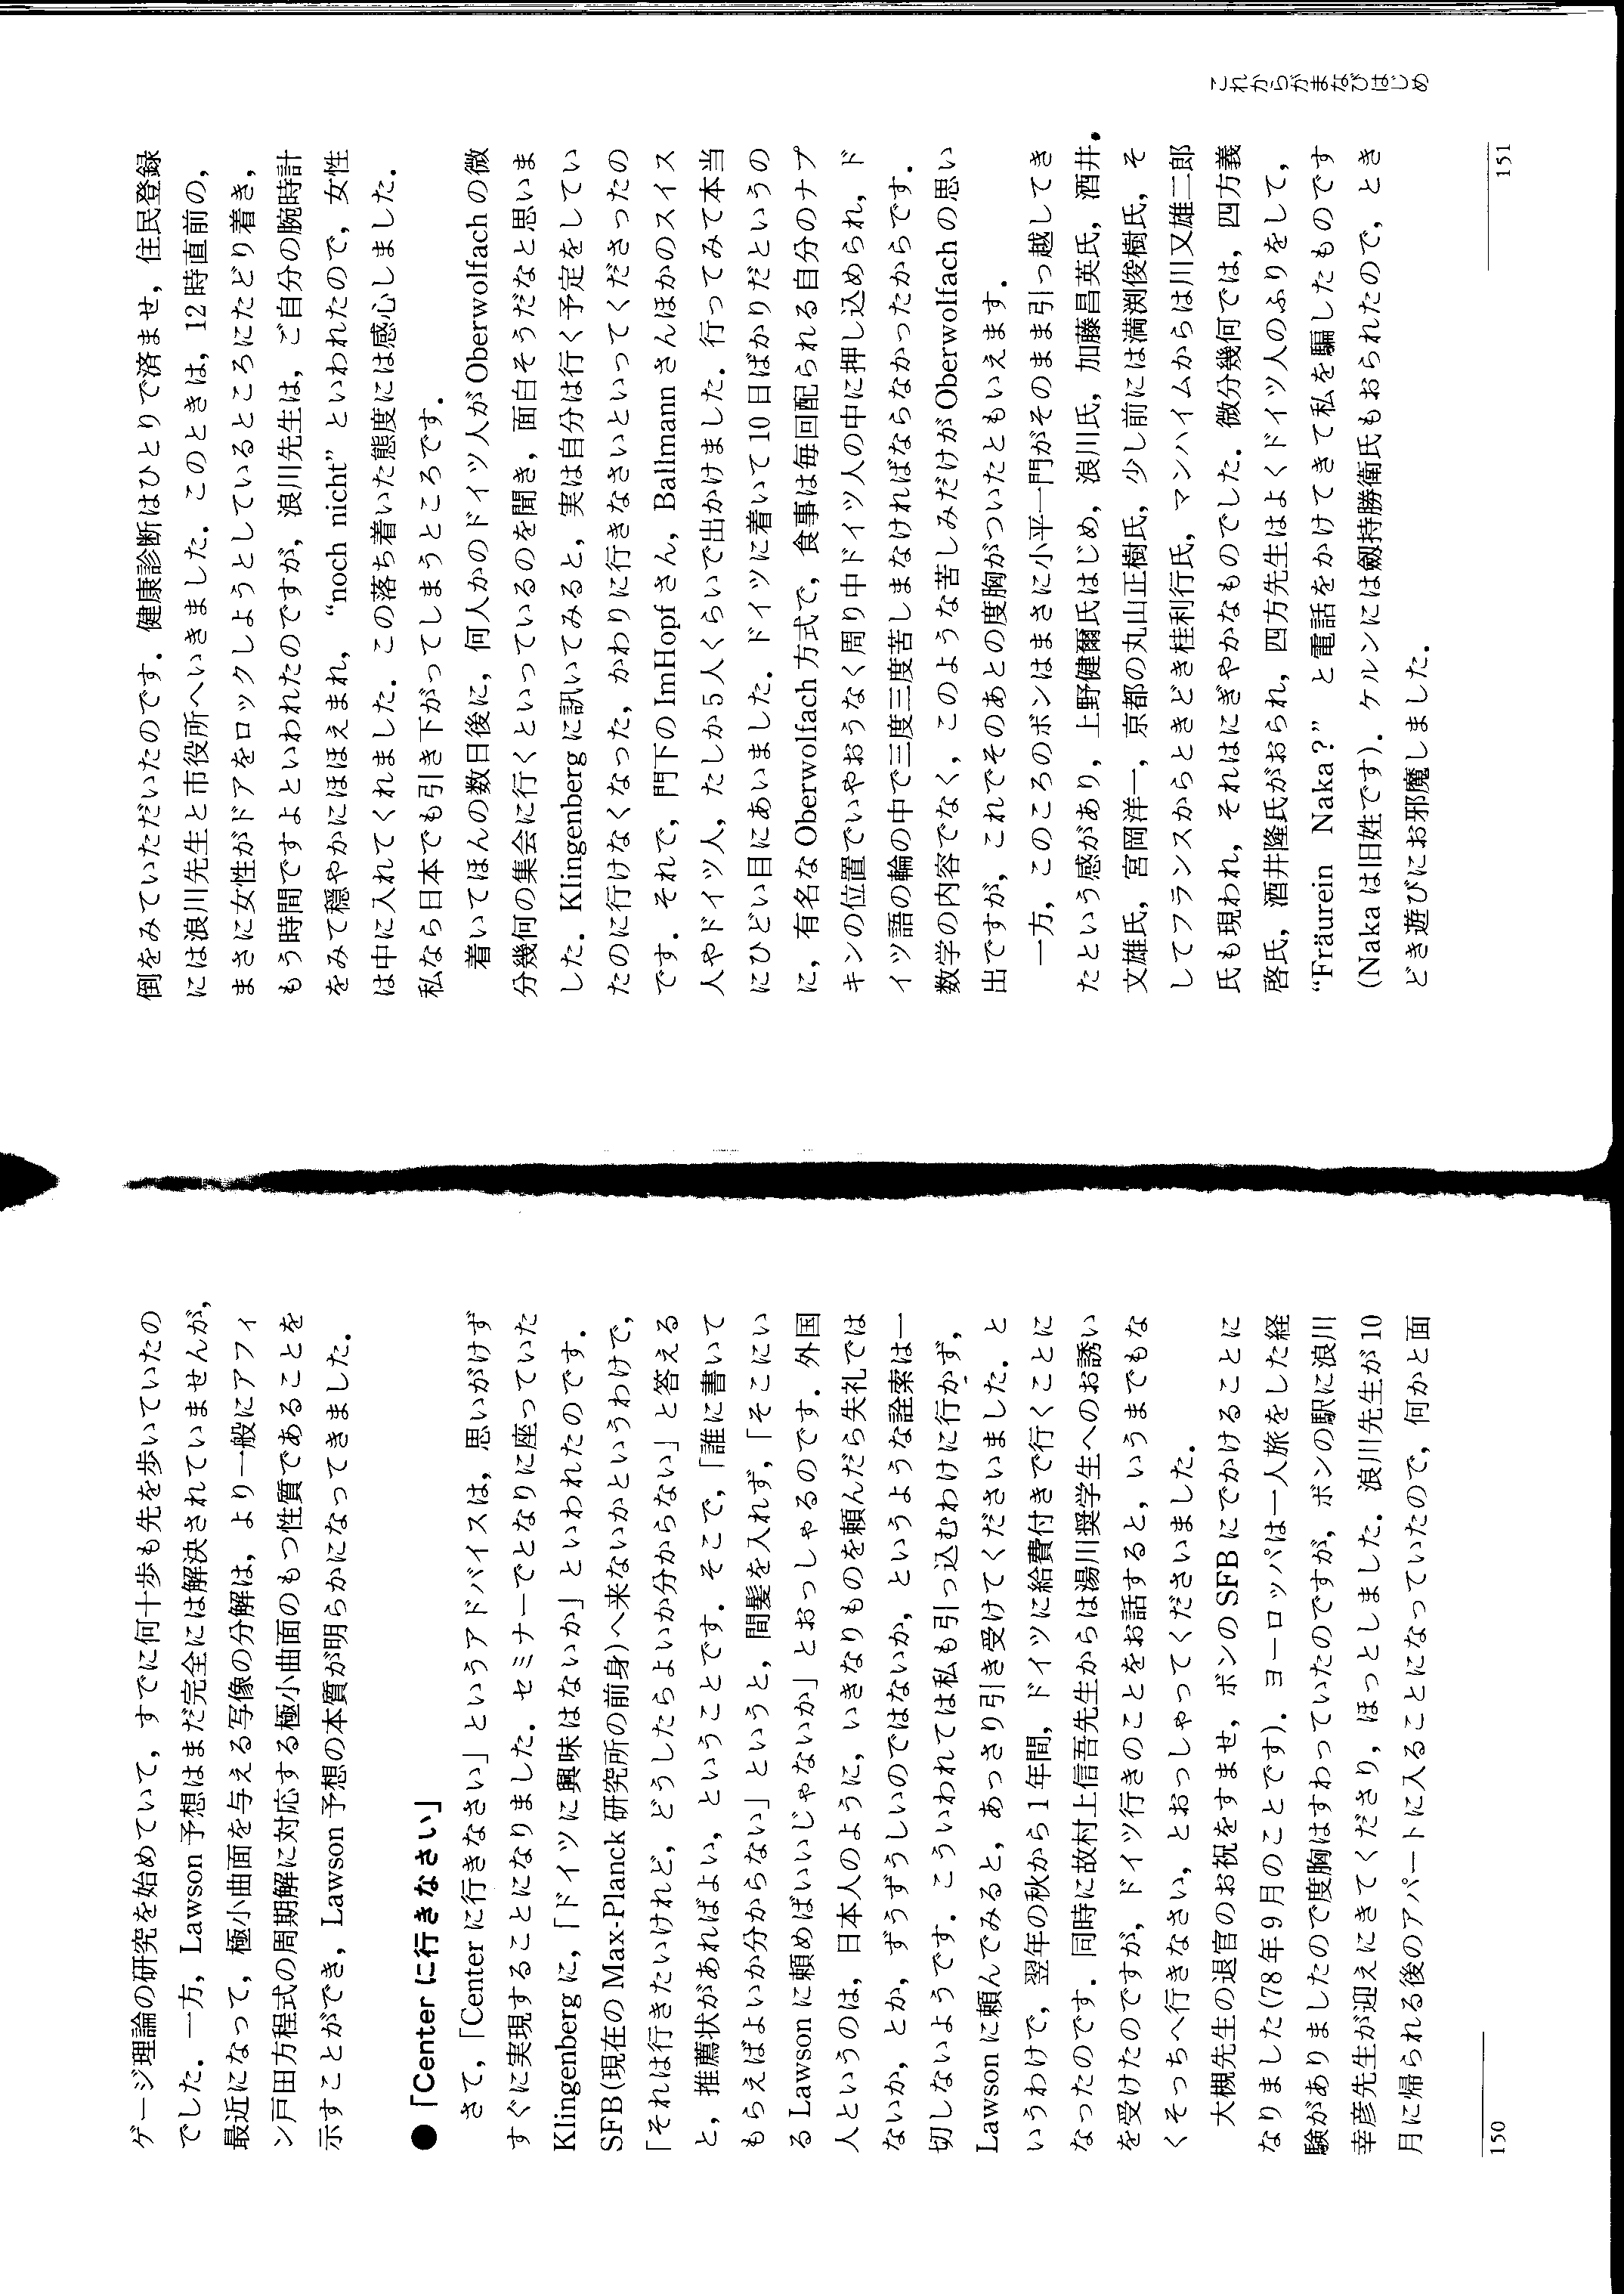 ゲージ理論の研究を始めていて，すでに何十歩も先を歩いていたの
でした．一方，Lawson 予想はまだ完全には解決されていませんが，
最近になって，極小曲面を与える写像の分解は，より一般にアフィ
ン戸田方程式の周期解に対応する極小曲面のもつ性質であることを
示すことができ，Lawson 予想の本質が明らかになってきました．
●「Center に行きなさい」
さて，「Center に行きなさい」というアドバイスは，思いがけず
すぐに実現することになりました．セミナーでとなりに座っていた
Klingenberg に，「ドイツに興味はないか」といわれたのです．
SFB(現在の Max-Planck 研究所の前身)へ来ないかというわけで，
「それは行きたいけれど，どうしたらよいか分からない」と答える
と，推薦状があればよい，ということです．そこで，「誰に書いて
もらえばよいか分からない」というと，間髪を入れず，「そこにい
る Lawson に頼めばいいじゃないか」とおっしゃるのです．外国
人というのは，日本人のように，いきなりものを頼んだら失礼では
ないか，とか，ずうずうしいのではないか，というような詮索は一
切しないようです．こういわれては私も引っ込むわけに行かず，
Lawson に頼んでみると，あっさり引き受けてくださいました．と
いうわけで，翌年の秋から 1 年間，ドイツに給費付きで行くことに
なったのです．同時に故村上信吾先生からは湯川奨学生へのお誘い
を受けたのですが，ドイツ行きのことをお話すると，いうまでもな
くそっちへ行きなさい，とおっしゃってくださいました．
大槻先生の退官のお祝をすませ，ボンの SFB にでかけることに
なりました(78 年 9 月のことです)．ヨーロッパは一人旅をした経
験がありましたので度胸はすわっていたのですが，ボンの駅に浪川
幸彦先生が迎えにきてくださり，ほっとしました．浪川先生が 10
月に帰られる後のアパートに入ることになっていたので，何かと面
150
倒をみていただいたのです．健康診断はひとりで済ませ，住民登録
には浪川先生と市役所へいきました．このときは，12 時直前の，
まさに女性がドアをロックしようとしているところにたどり着き，
もう時間ですよといわれたのですが，浪川先生は，ご自分の腕時計
をみて穏やかにほほえまれ，“noch nicht” といわれたので，女性
は中に入れてくれました．この落ち着いた態度には感心しました．
私なら日本でも引き下がってしまうところです．
着いてほんの数日後に，何人かのドイツ人が Oberwolfach の微
分幾何の集会に行くといっているのを聞き，面白そうだなと思いま
した．Klingenberg に訊いてみると，実は自分は行く予定をしてい
たのに行けなくなった，かわりに行きなさいといってくださったの
です．それで，門下の ImHopf さん，Ballmann さんほかのスイス
人やドイツ人，たしか 5 人くらいで出かけました．行ってみて本当
にひどい目にあいました．ドイツに着いて 10 日ばかりだというの
に，有名な Oberwolfach 方式で，食事は毎回配られる自分のナプ
キンの位置でいやおうなく周り中ドイツ人の中に押し込められ，ド
イツ語の輪の中で三度三度苦しまなければならなかったからです．
数学の内容でなく，このような苦しみだけが Oberwolfach の思い
出ですが，これでそのあとの度胸がついたともいえます．
一方，このころのボンはまさに小平一門がそのまま引っ越してき
たという感があり，上野健爾氏はじめ，浪川氏，加藤昌英氏，酒井．
文雄氏，宮岡洋一，京都の丸山正樹氏，少し前には満渕俊樹氏，そ
してフランスからときどき桂利行氏，マンハイムからは川又雄二郎
氏も現われ，それはにぎやかなものでした．微分幾何では，四方義
啓氏，酒井隆氏がおられ，四方先生はよくドイツ人のふりをして，
“Fräurein Naka?” と電話をかけてきて私を騙したものです
(Naka は旧姓です)．ケルンには劔持勝衛氏もおられたので，とき
どき遊びにお邪魔しました．
これからがまなびはじめ
151